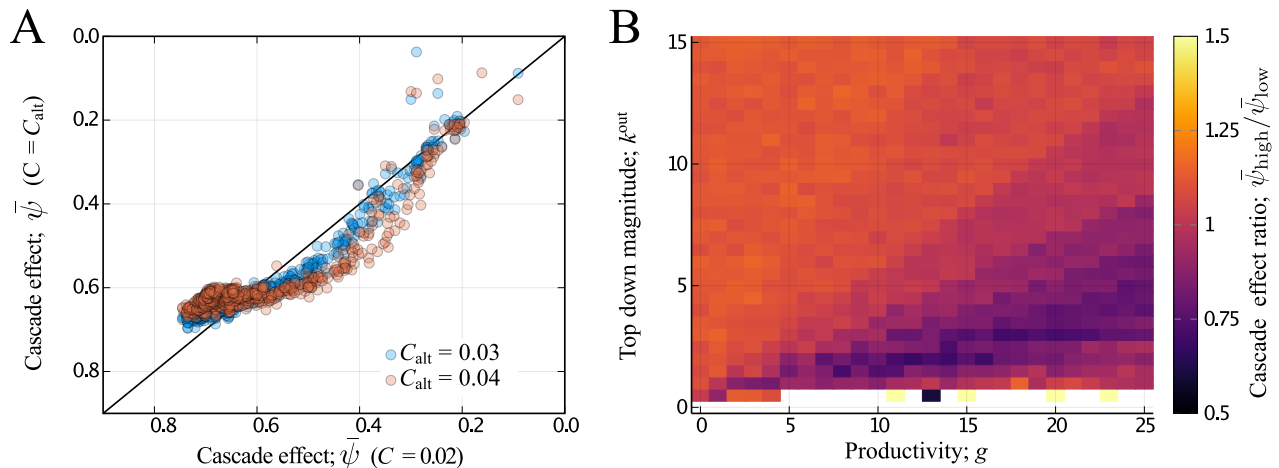 A
0.0
0.2
0.4
0.6
0.8
Cascade effect; ψ̅ (C = C_alt)
C_alt = 0.03
C_alt = 0.04
0.8 0.6 0.4 0.2 0.0
Cascade effect; ψ̅ (C = 0.02)
B
15
10
5
0
Top down magnitude; k^out
0 5 10 15 20 25
Productivity; g
1.5
1.25
1
0.75
0.5
Cascade effect ratio; ψ̅_high/ψ̅_low